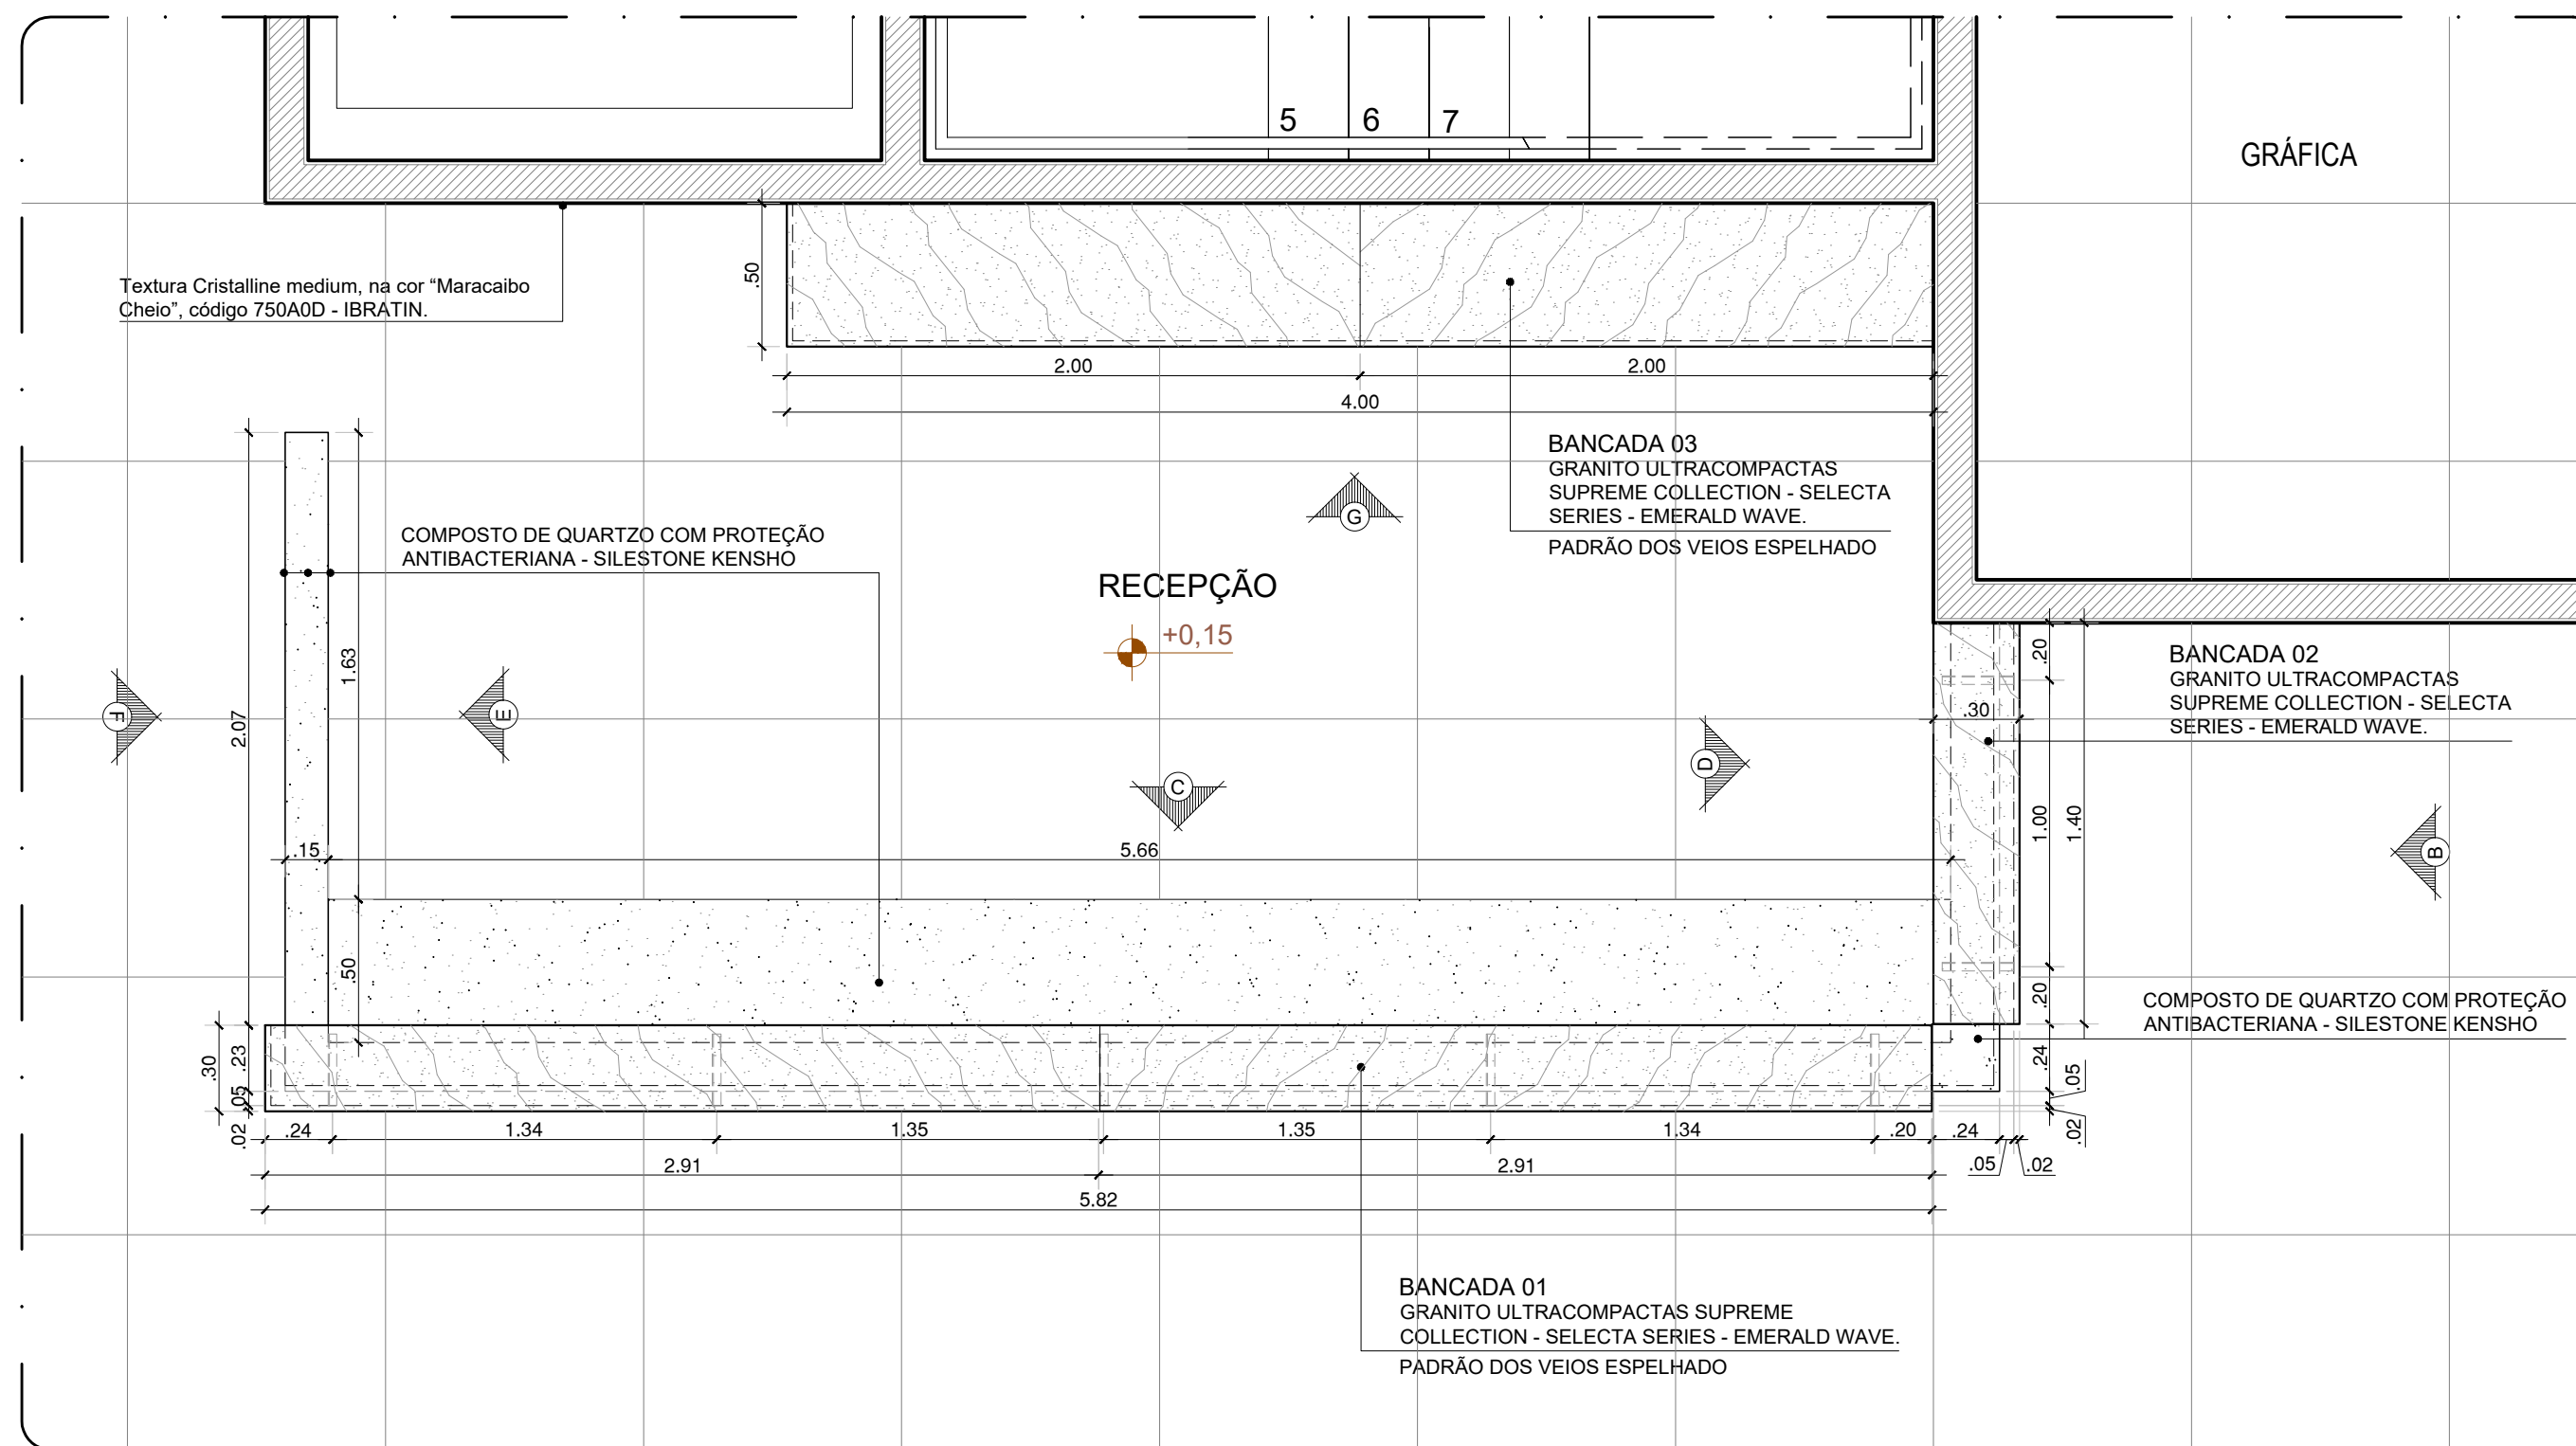 5
6
7
GRÁFICA
.50
Textura Cristalline medium, na cor “Maracaibo
Cheio”, código 750A0D - IBRATIN.
2.00
2.00
4.00
BANCADA 03
GRANITO ULTRACOMPACTAS
SUPREME COLLECTION - SELECTA
SERIES - EMERALD WAVE.
PADRÃO DOS VEIOS ESPELHADO
G
COMPOSTO DE QUARTZO COM PROTEÇÃO
ANTIBACTERIANA - SILESTONE KENSHO
RECEPÇÃO
+0,15
1.63
2.07
F
E
C
D
B
.20
.30
1.00
1.40
.20
BANCADA 02
GRANITO ULTRACOMPACTAS
SUPREME COLLECTION - SELECTA
SERIES - EMERALD WAVE.
.15
5.66
.50
COMPOSTO DE QUARTZO COM PROTEÇÃO
ANTIBACTERIANA - SILESTONE KENSHO
.30
.23
.05
.02
.24
.05
.02
.24
1.34
1.35
1.35
1.34
.20
.24
.05
.02
2.91
2.91
5.82
BANCADA 01
GRANITO ULTRACOMPACTAS SUPREME
COLLECTION - SELECTA SERIES - EMERALD WAVE.
PADRÃO DOS VEIOS ESPELHADO